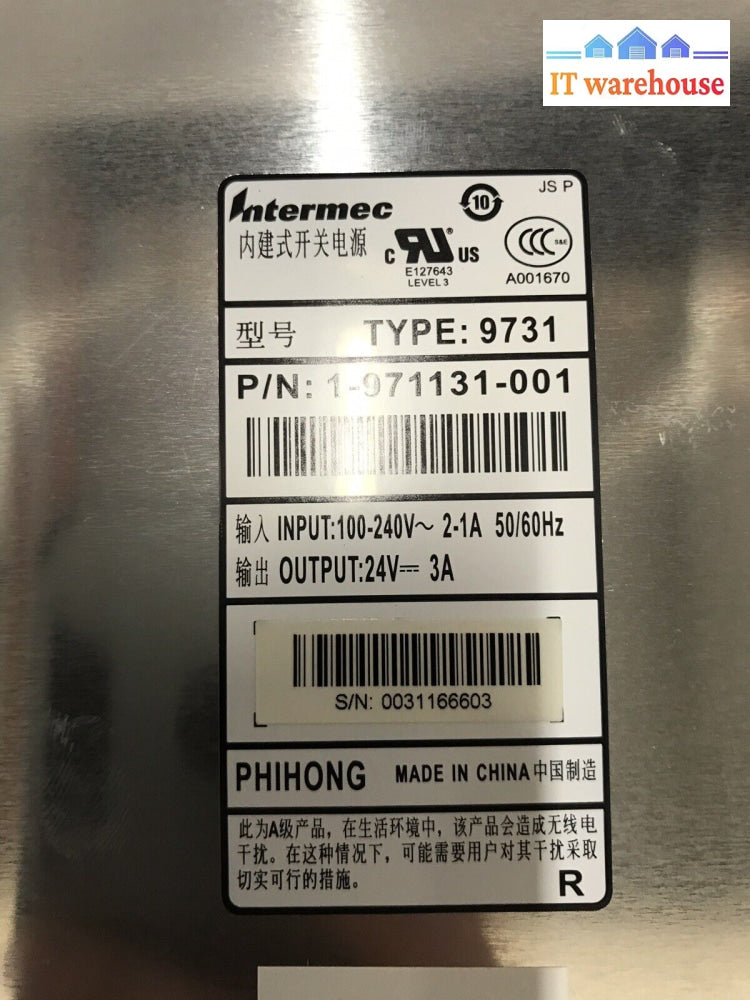 IT warehouse
JS P
Intermec
10
内建式开关电源
c RU ® US
E127643
LEVEL 3
CCC S&E
A001670
型号 TYPE: 9731
P/N: 1-971131-001
输入 INPUT:100-240V～ 2-1A 50/60Hz
输出 OUTPUT:24V⎓ 3A
S/N: 0031166603
PHIHONG MADE IN CHINA 中国制造
此为A级产品，在生活环境中，该产品会造成无线电
干扰。在这种情况下，可能需要用户对其干扰采取
切实可行的措施。
R